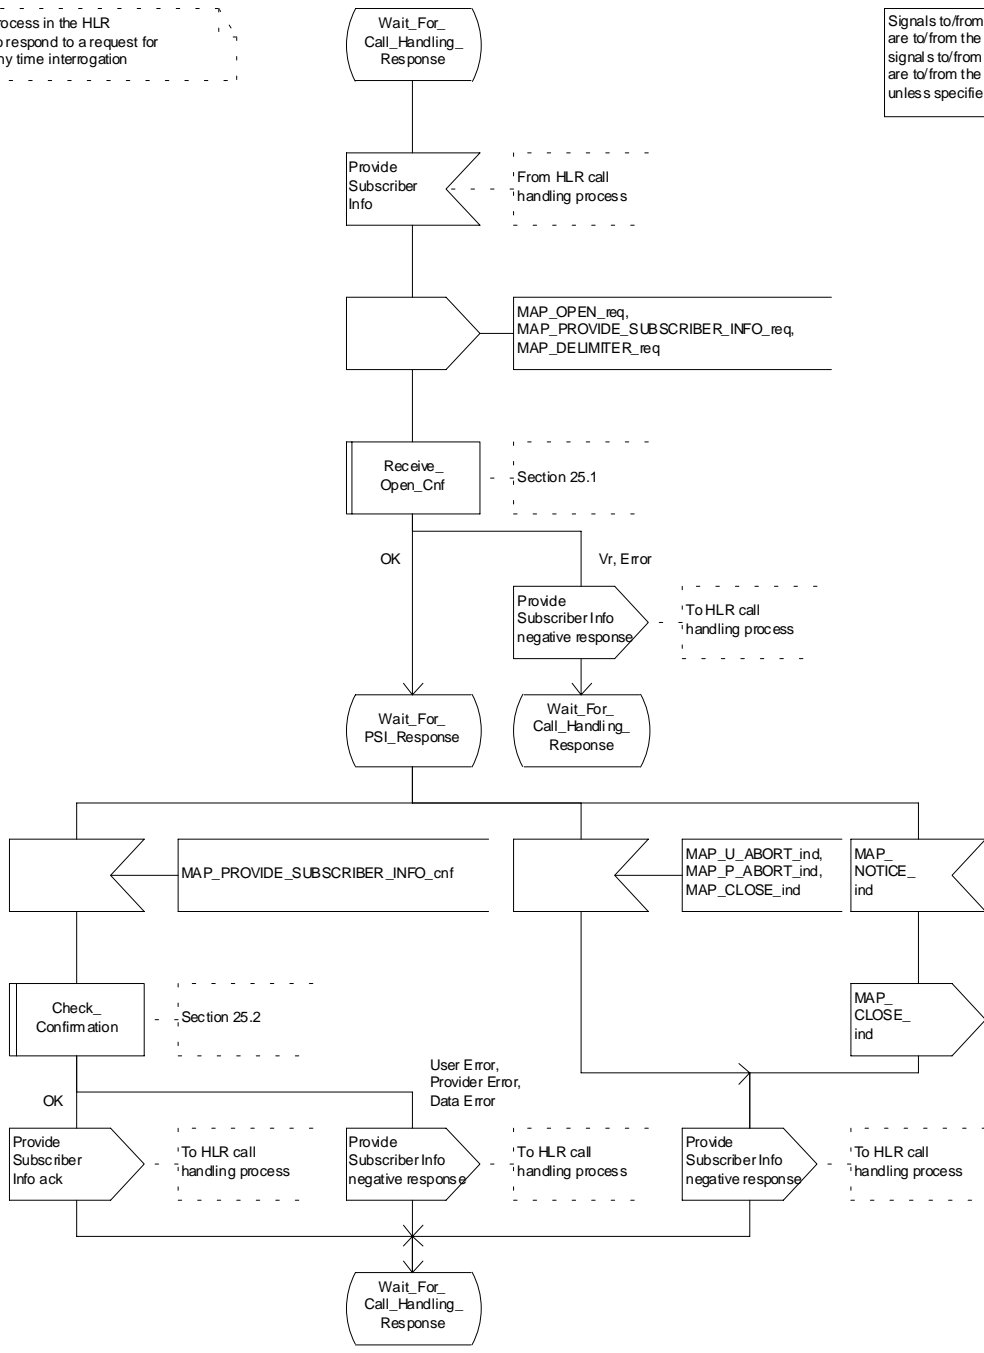 rocess in the HLR
o respond to a request for
ny time interrogation
Wait_For_
Call_Handling_
Response
Signals to/from
are to/from the
signals to/from
are to/from the
unless specifie
Provide
Subscriber
Info
From HLR call
handling process
MAP_OPEN_req,
MAP_PROVIDE_SUBSCRIBER_INFO_req,
MAP_DELIMITER_req
Receive_
Open_Cnf
Section 25.1
OK
Vr, Error
Provide
Subscriber Info
negative response
To HLR call
handling process
Wait_For_
PSI_Response
Wait_For_
Call_Handling_
Response
MAP_PROVIDE_SUBSCRIBER_INFO_cnf
MAP_U_ABORT_ind,
MAP_P_ABORT_ind,
MAP_CLOSE_ind
MAP_
NOTICE_
ind
Check_
Confirmation
Section 25.2
MAP_
CLOSE_
ind
User Error,
Provider Error,
Data Error
OK
Provide
Subscriber
Info ack
To HLR call
handling process
Provide
Subscriber Info
negative response
To HLR call
handling process
Provide
Subscriber Info
negative response
To HLR call
handling process
Wait_For_
Call_Handling_
Response